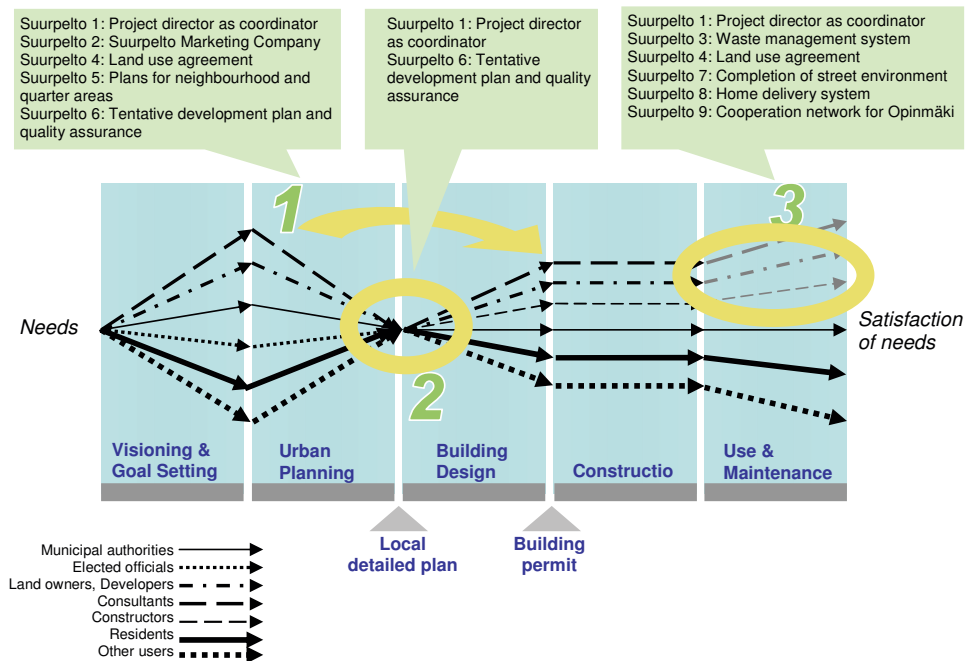 Suurpelto 1: Project director as coordinator
Suurpelto 2: Suurpelto Marketing Company
Suurpelto 4: Land use agreement
Suurpelto 5: Plans for neighbourhood and
quarter areas
Suurpelto 6: Tentative development plan and
quality assurance
Suurpelto 1: Project director
as coordinator
Suurpelto 6: Tentative
development plan and quality
assurance
Suurpelto 1: Project director as coordinator
Suurpelto 3: Waste management system
Suurpelto 4: Land use agreement
Suurpelto 7: Completion of street environment
Suurpelto 8: Home delivery system
Suurpelto 9: Cooperation network for Opinmäki
1
3
Needs
Satisfaction
of needs
2
Visioning &
Goal Setting
Urban
Planning
Building
Design
Constructio
Use &
Maintenance
Local
detailed plan
Building
permit
Municipal authorities
Elected officials
Land owners, Developers
Consultants
Constructors
Residents
Other users